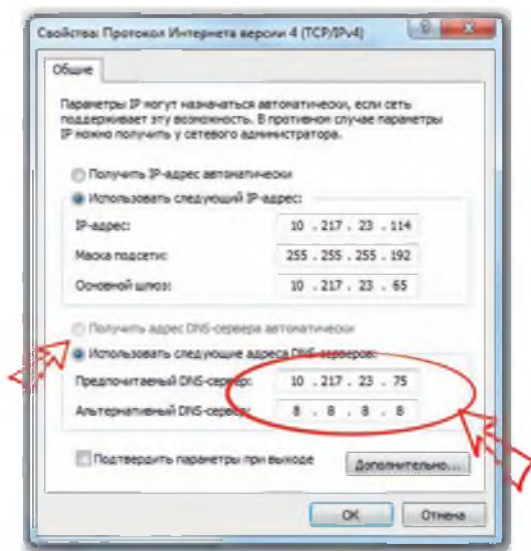 Свойства: Протокол Интернета версии 4 (TCP/IPv4)
Общие
Параметры IP могут назначаться автоматически, если сеть
поддерживает эту возможность. В противном случае параметры
IP можно получить у сетевого администратора.
Получить IP-адрес автоматически
Использовать следующий IP-адрес:
IP-адрес: 10 . 217 . 23 . 114
Маска подсети: 255 . 255 . 255 . 192
Основной шлюз: 10 . 217 . 23 . 65
Получить адрес DNS-сервера автоматически
Использовать следующие адреса DNS-серверов:
Предпочитаемый DNS-сервер: 10 . 217 . 23 . 75
Альтернативный DNS-сервер: 8 . 8 . 8 . 8
Подтвердить параметры при выходе
Дополнительно...
ОК Отмена